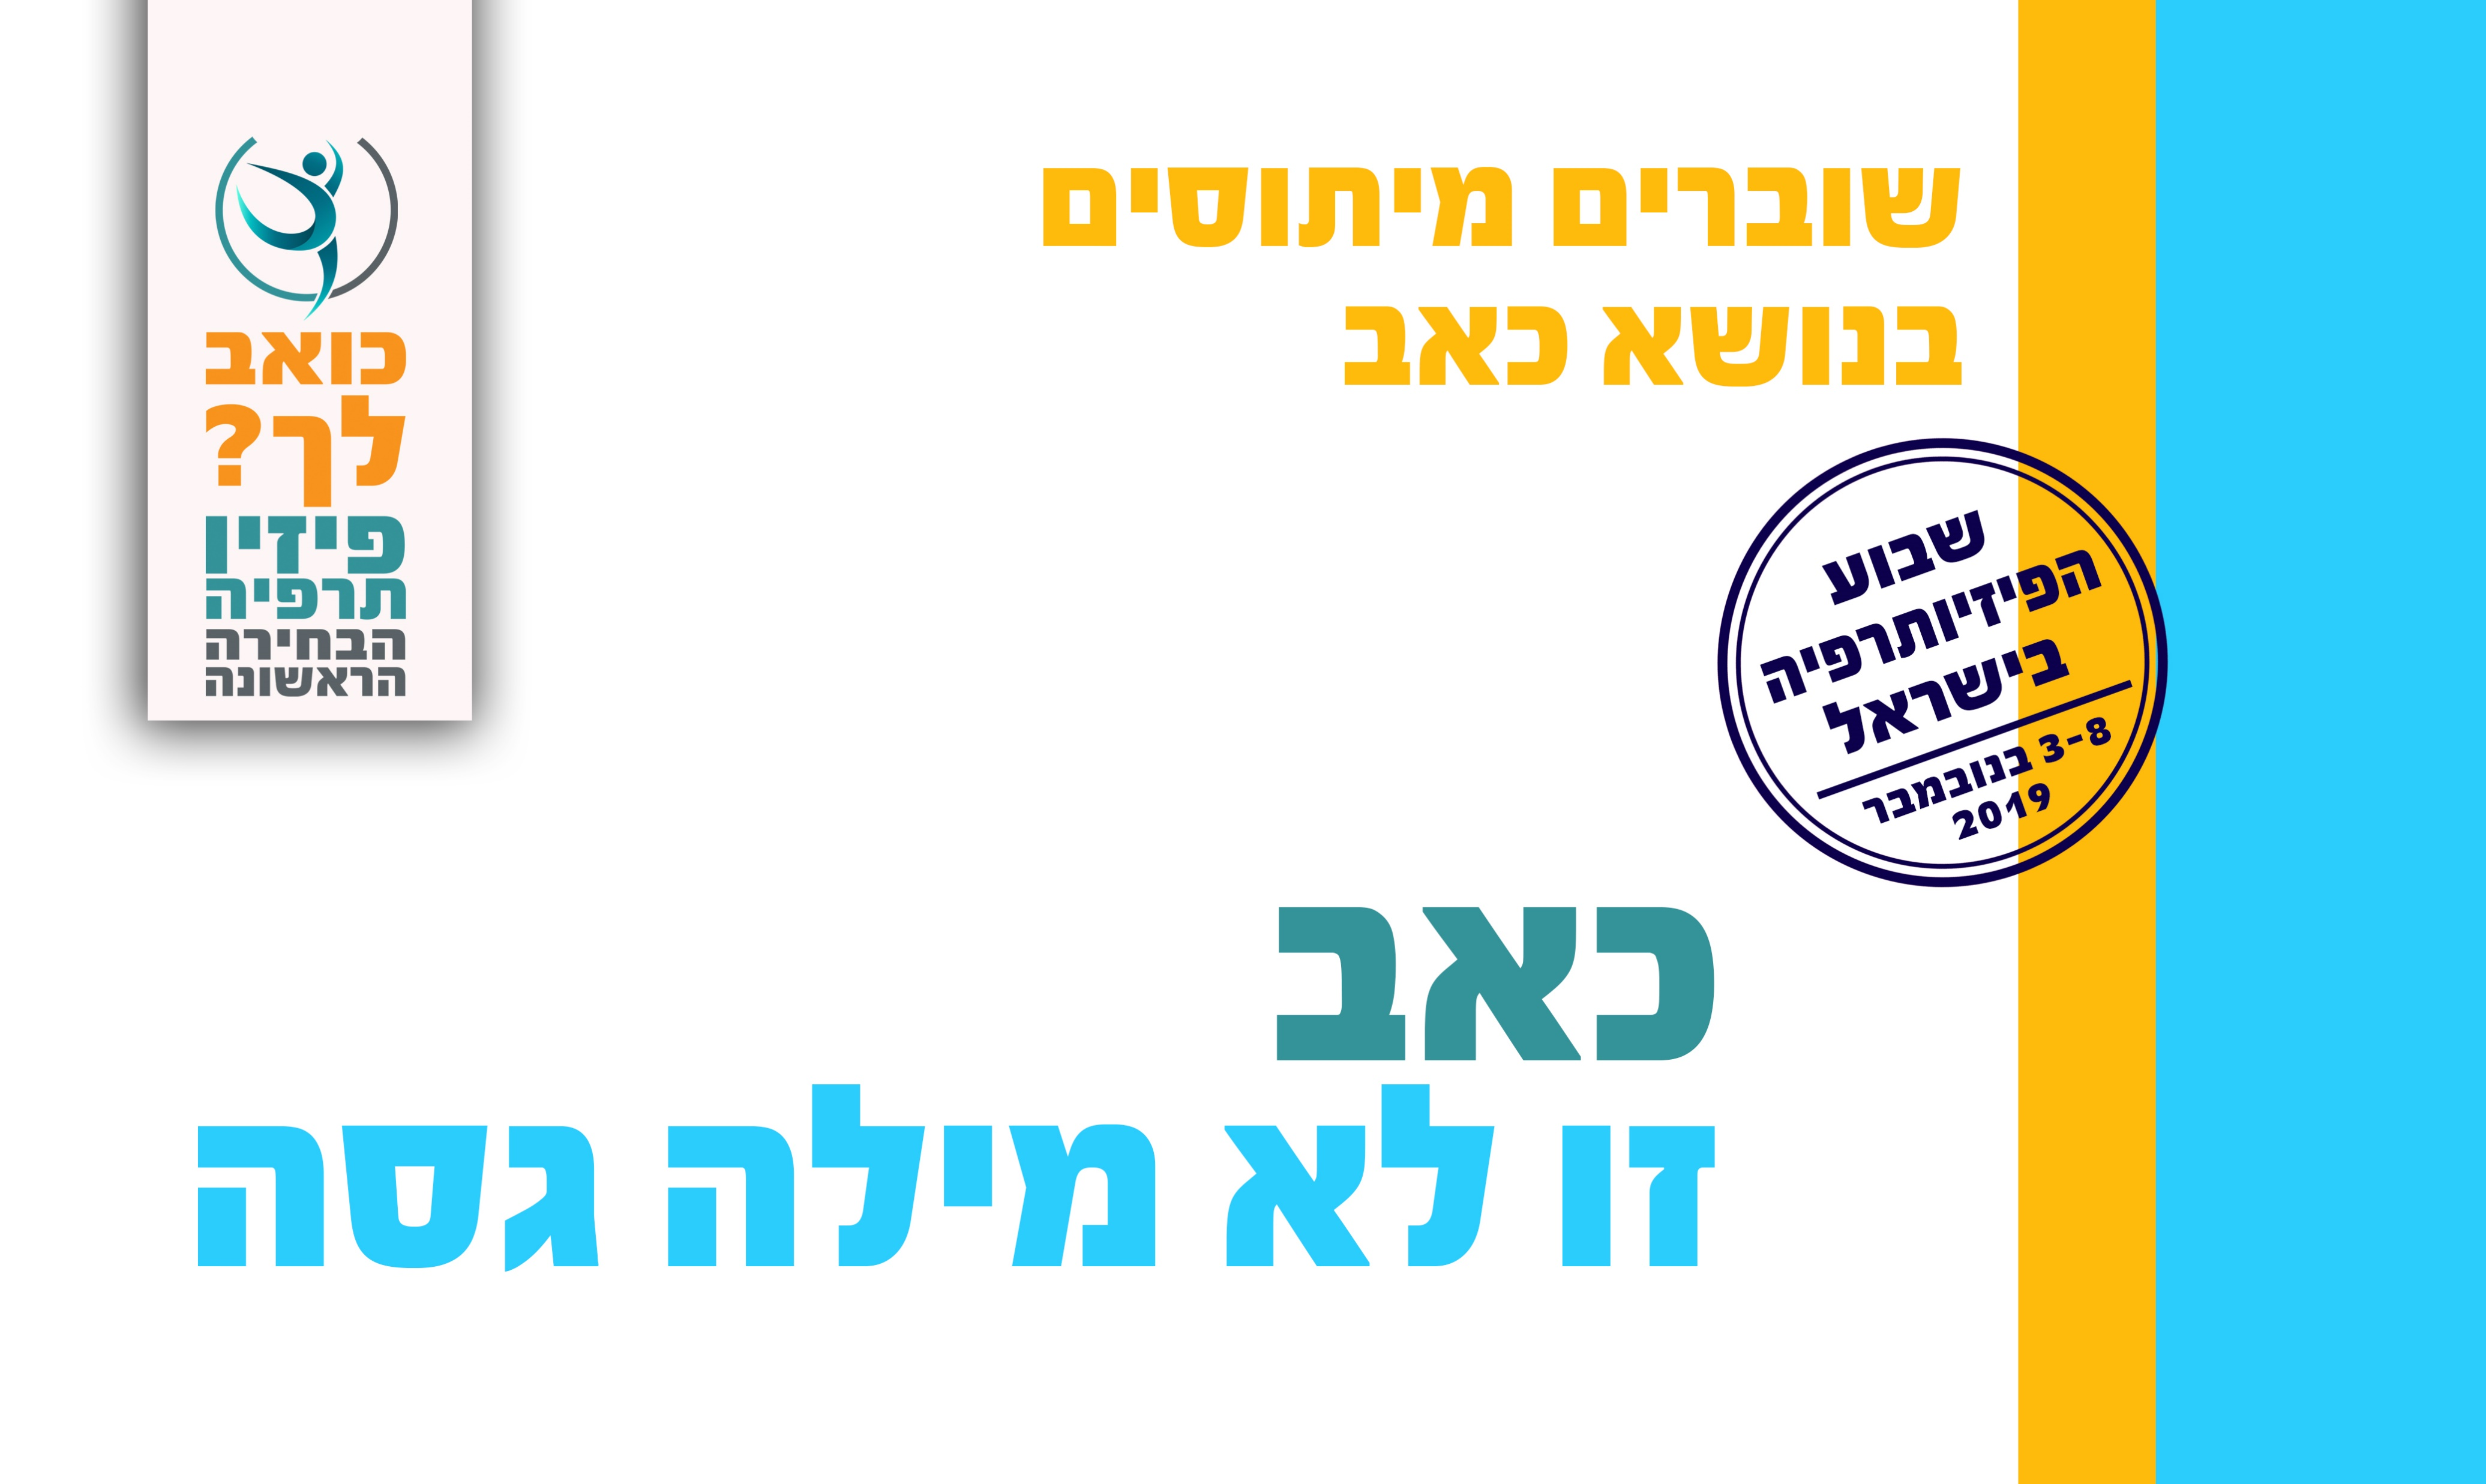 שוברים מיתוסים
בנושא כאב
שבוע
הפיזיותרפיה
בישראל
3-8 בנובמבר
2019
כאב
זו לא מילה גסה
כואב
לך?
פיזיו
תרפיה
הבחירה
הראשונה